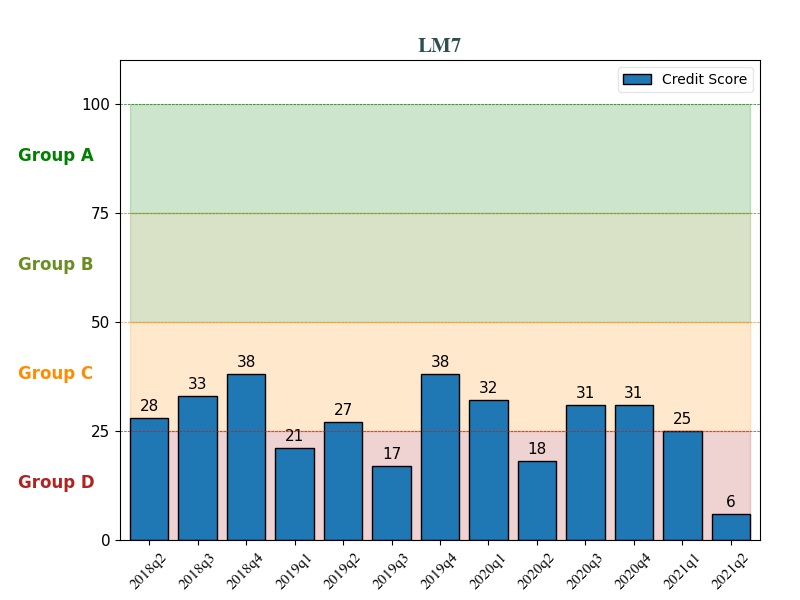 LM7
Credit Score
100
Group A
75
Group B
50
Group C
25
Group D
0
28
33
38
21
27
17
38
32
18
31
31
25
6
2018q2
2018q3
2018q4
2019q1
2019q2
2019q3
2019q4
2020q1
2020q2
2020q3
2020q4
2021q1
2021q2